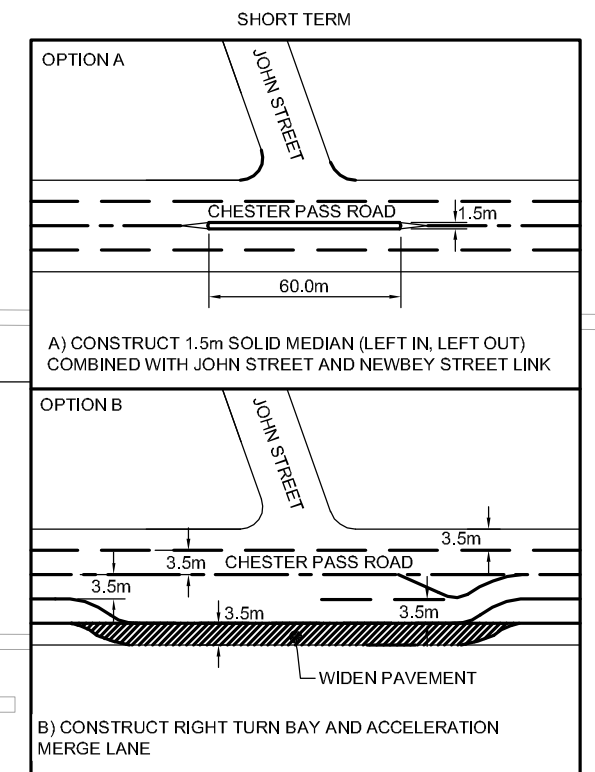 SHORT TERM
OPTION A
JOHN STREET
CHESTER PASS ROAD
1.5m
60.0m
A) CONSTRUCT 1.5m SOLID MEDIAN (LEFT IN, LEFT OUT)
COMBINED WITH JOHN STREET AND NEWBEY STREET LINK
OPTION B
JOHN STREET
3.5m
3.5m
CHESTER PASS ROAD
3.5m
3.5m
3.5m
WIDEN PAVEMENT
B) CONSTRUCT RIGHT TURN BAY AND ACCELERATION
MERGE LANE